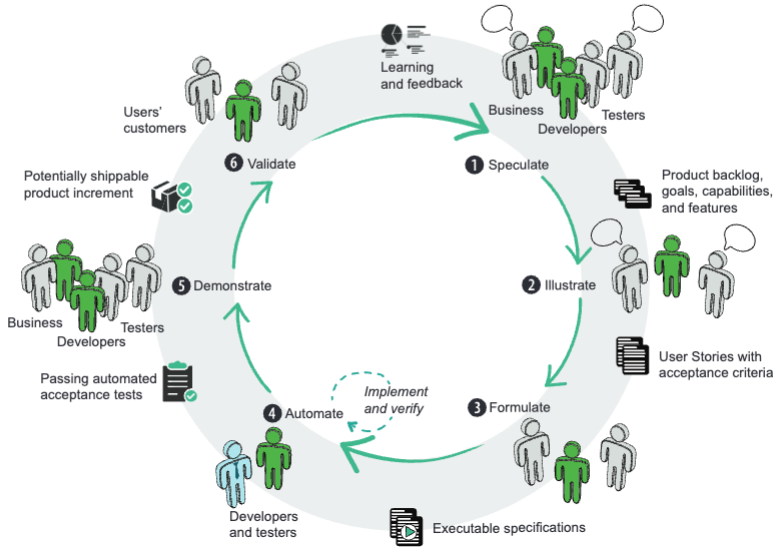 Learning
and feedback
Business
Developers
Testers
1 Speculate
Product backlog,
goals, capabilities,
and features
2 Illustrate
User Stories with
acceptance criteria
3 Formulate
Executable specifications
Implement
and verify
4 Automate
Developers
and testers
Passing automated
acceptance tests
5 Demonstrate
Business
Developers
Testers
Potentially shippable
product increment
6 Validate
Users'
customers